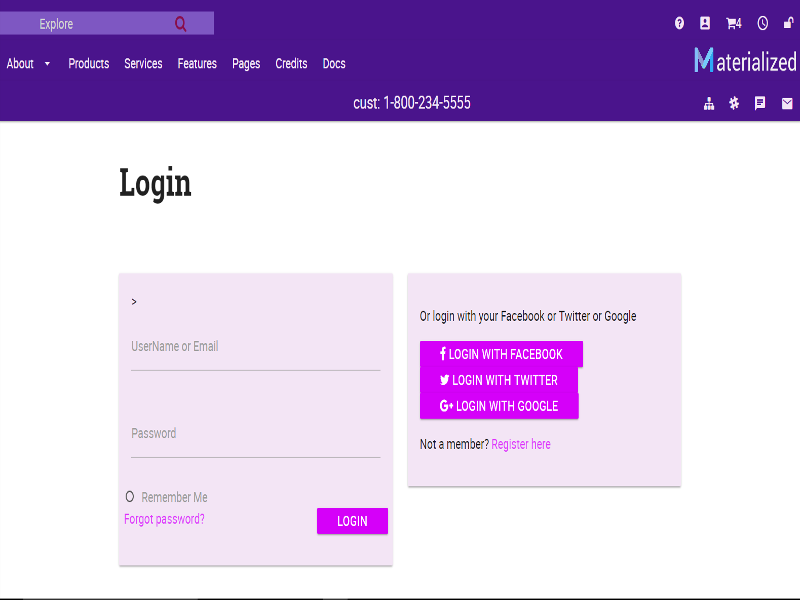 Explore
4
About Products Services Features Pages Credits Docs
Materialized
cust: 1-800-234-5555
Login
>
UserName or Email
Password
Remember Me
Forgot password?
LOGIN
Or login with your Facebook or Twitter or Google
LOGIN WITH FACEBOOK
LOGIN WITH TWITTER
G+ LOGIN WITH GOOGLE
Not a member? Register here